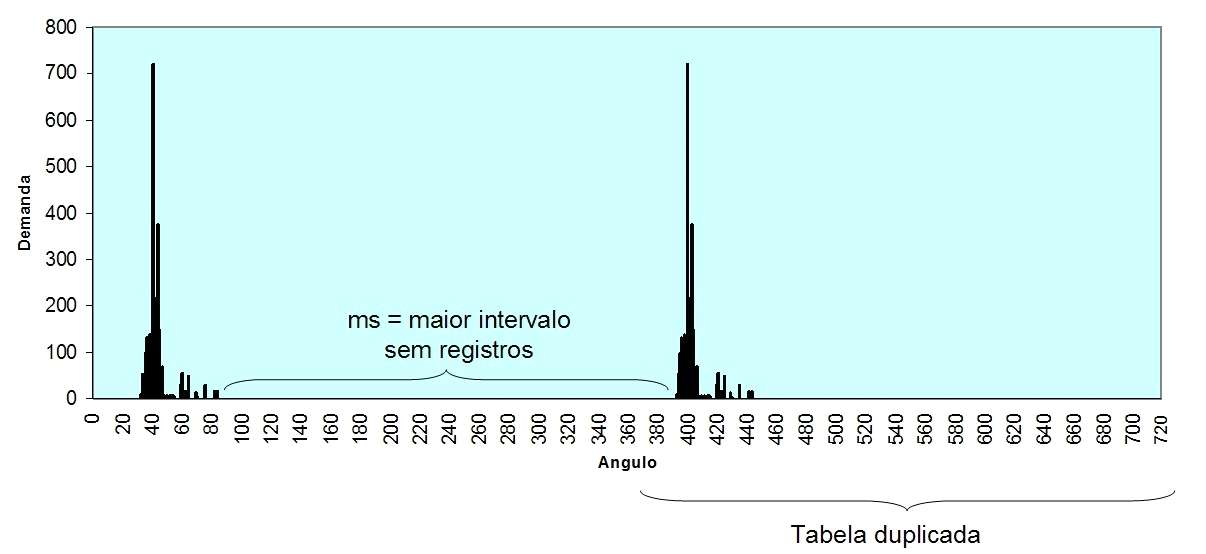 800
700
600
500
400
300
200
100
0
Demanda
ms = maior intervalo
sem registros
0 20 40 60 80 100 120 140 160 180 200 220 240 260 280 300 320 340 360 380 400 420 440 460 480 500 520 540 560 580 600 620 640 660 680 700 720
Angulo
Tabela duplicada